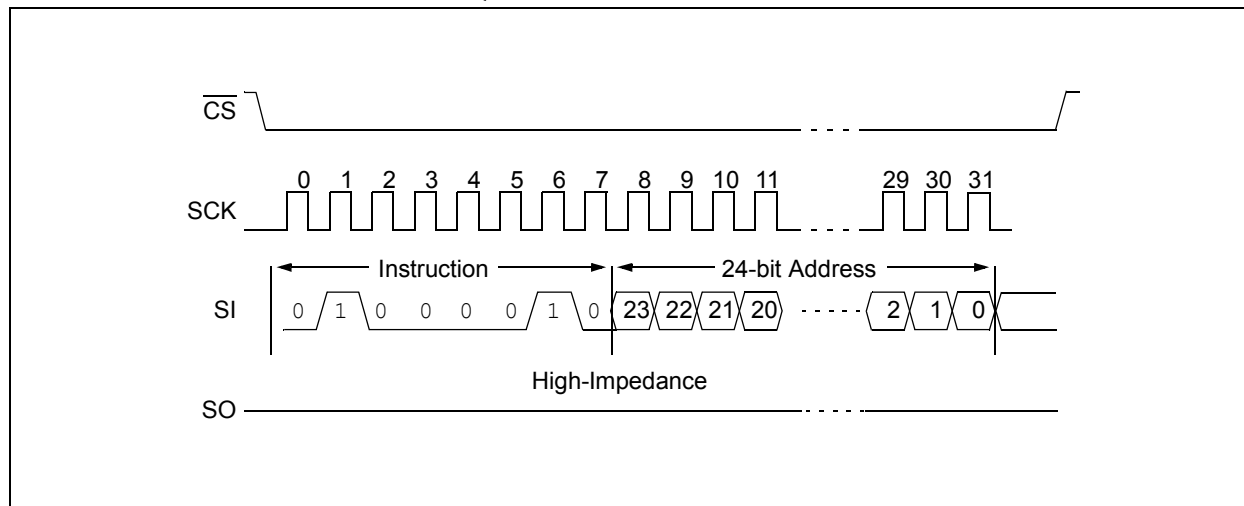 CS
0 1 2 3 4 5 6 7 8 9 10 11 29 30 31
SCK
Instruction 24-bit Address
SI 0 1 0 0 0 0 1 0 23 22 21 20 2 1 0
High-Impedance
SO